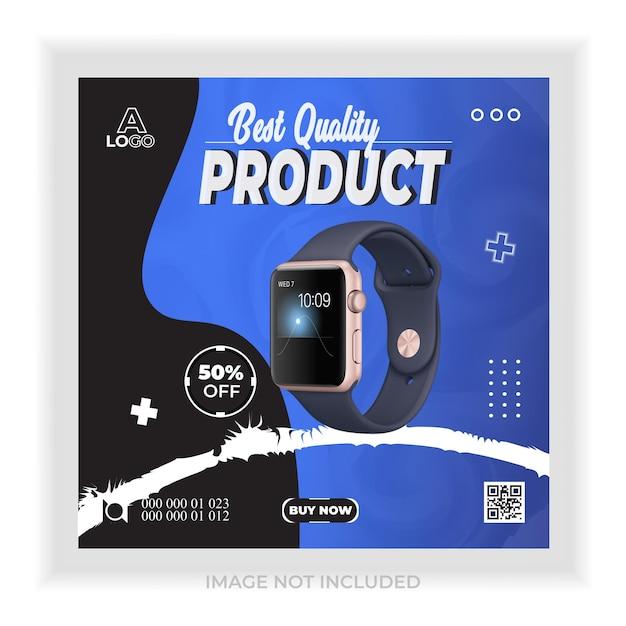 A
LOGO
Best Quality
PRODUCT
WED 7
10:09
50%
OFF
000 000 01 023
000 000 01 012
BUY NOW
IMAGE NOT INCLUDED